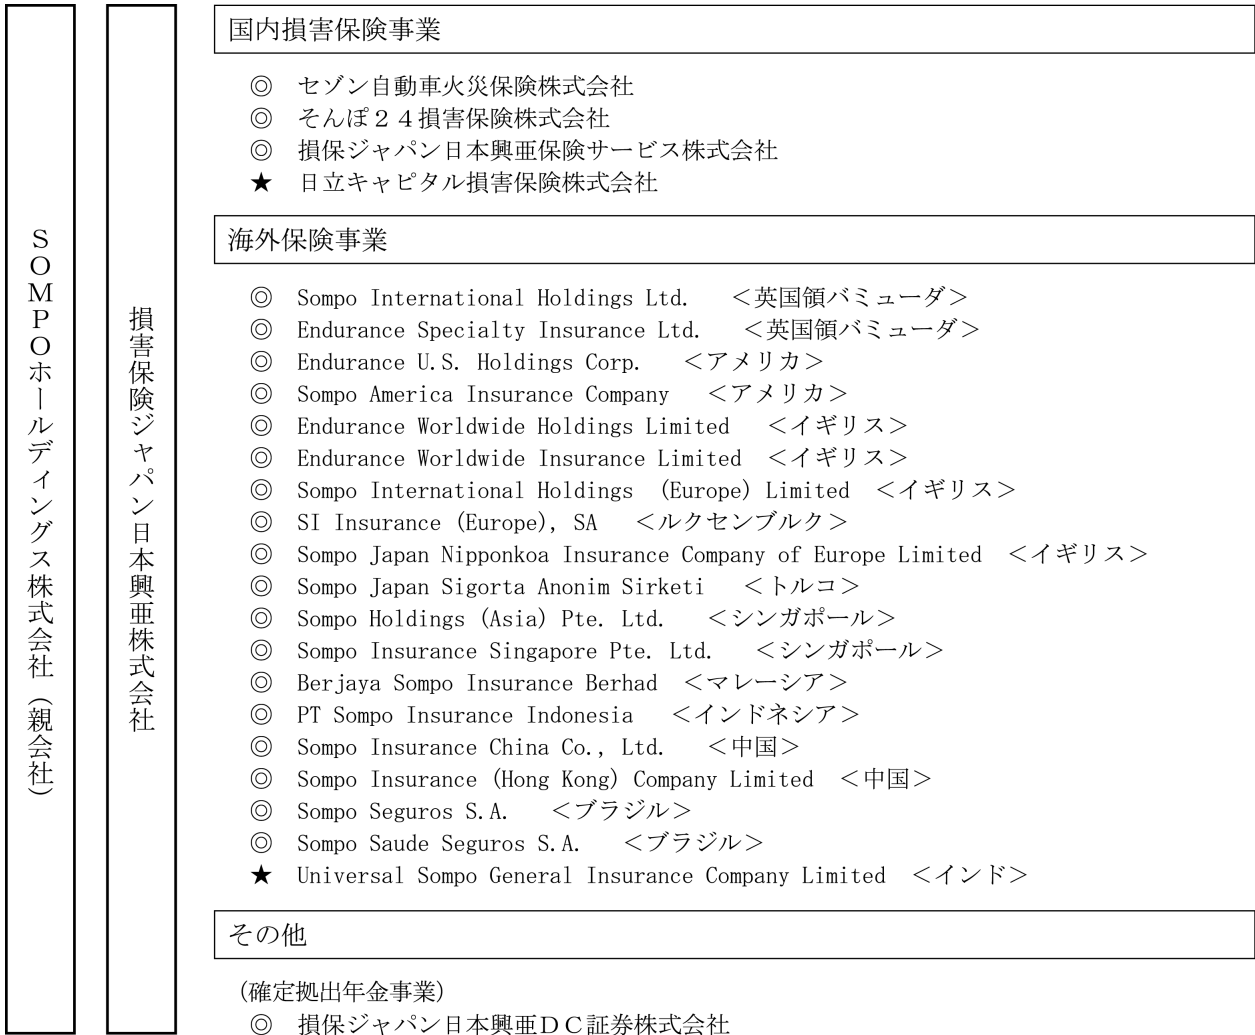 SOMPOホールディングス株式会社（親会社）
損害保険ジャパン日本興亜株式会社
国内損害保険事業
◎　セゾン自動車火災保険株式会社
◎　そんぽ２４損害保険株式会社
◎　損保ジャパン日本興亜保険サービス株式会社
★　日立キャピタル損害保険株式会社
海外保険事業
◎　Sompo International Holdings Ltd.　＜英国領バミューダ＞
◎　Endurance Specialty Insurance Ltd.　＜英国領バミューダ＞
◎　Endurance U.S. Holdings Corp.　＜アメリカ＞
◎　Sompo America Insurance Company　＜アメリカ＞
◎　Endurance Worldwide Holdings Limited　＜イギリス＞
◎　Endurance Worldwide Insurance Limited　＜イギリス＞
◎　Sompo International Holdings (Europe) Limited　＜イギリス＞
◎　SI Insurance (Europe), SA　＜ルクセンブルク＞
◎　Sompo Japan Nipponkoa Insurance Company of Europe Limited　＜イギリス＞
◎　Sompo Japan Sigorta Anonim Sirketi　＜トルコ＞
◎　Sompo Holdings (Asia) Pte. Ltd.　＜シンガポール＞
◎　Sompo Insurance Singapore Pte. Ltd.　＜シンガポール＞
◎　Berjaya Sompo Insurance Berhad　＜マレーシア＞
◎　PT Sompo Insurance Indonesia　＜インドネシア＞
◎　Sompo Insurance China Co., Ltd.　＜中国＞
◎　Sompo Insurance (Hong Kong) Company Limited　＜中国＞
◎　Sompo Seguros S.A.　＜ブラジル＞
◎　Sompo Saude Seguros S.A.　＜ブラジル＞
★　Universal Sompo General Insurance Company Limited　＜インド＞
その他
（確定拠出年金事業）
◎　損保ジャパン日本興亜ＤＣ証券株式会社